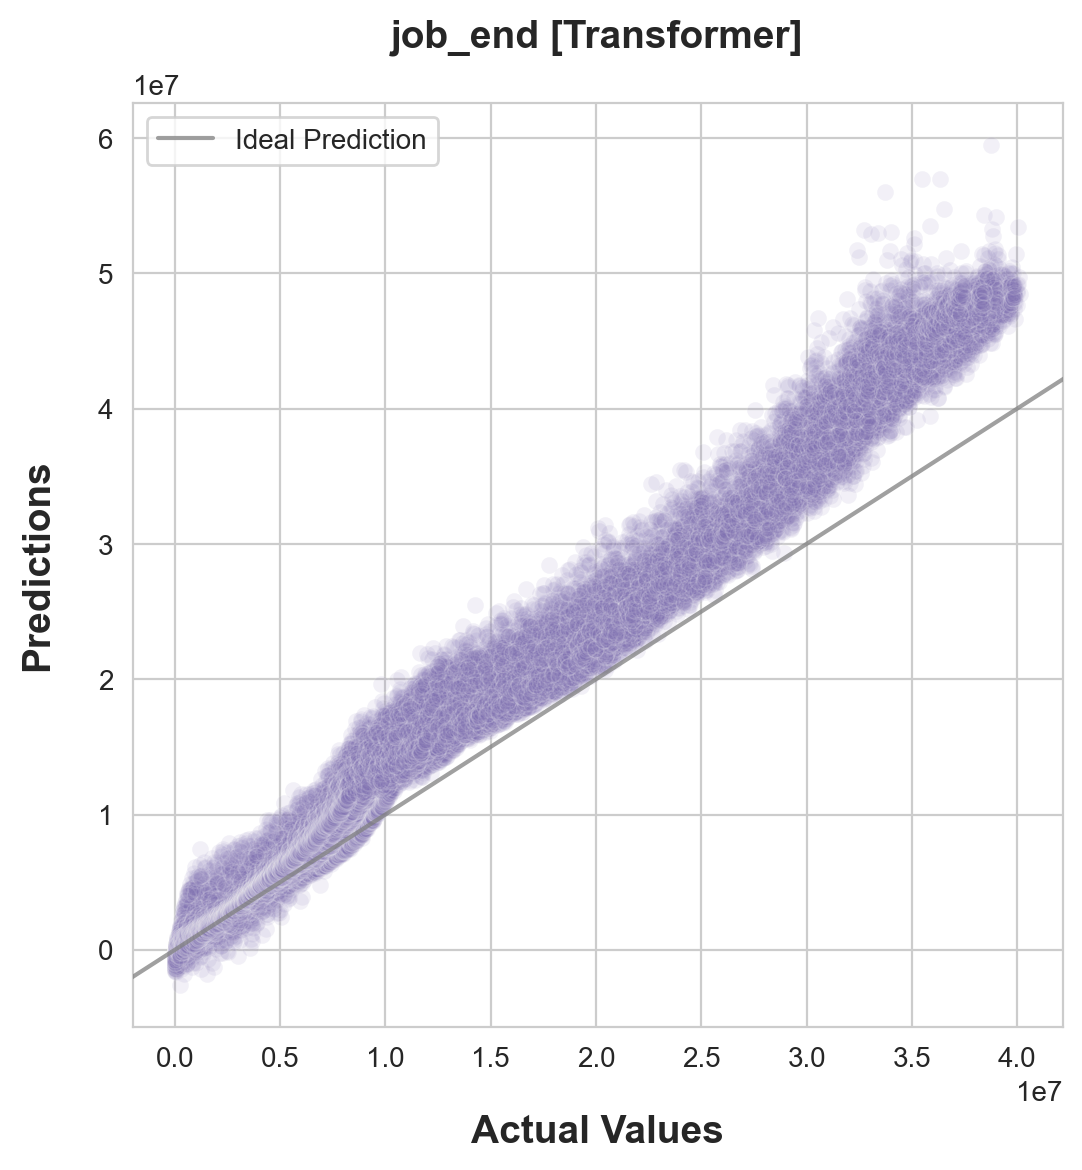 job_end [Transformer]
1e7
Ideal Prediction
6
5
4
3
2
1
0
Predictions
0.0 0.5 1.0 1.5 2.0 2.5 3.0 3.5 4.0
1e7
Actual Values